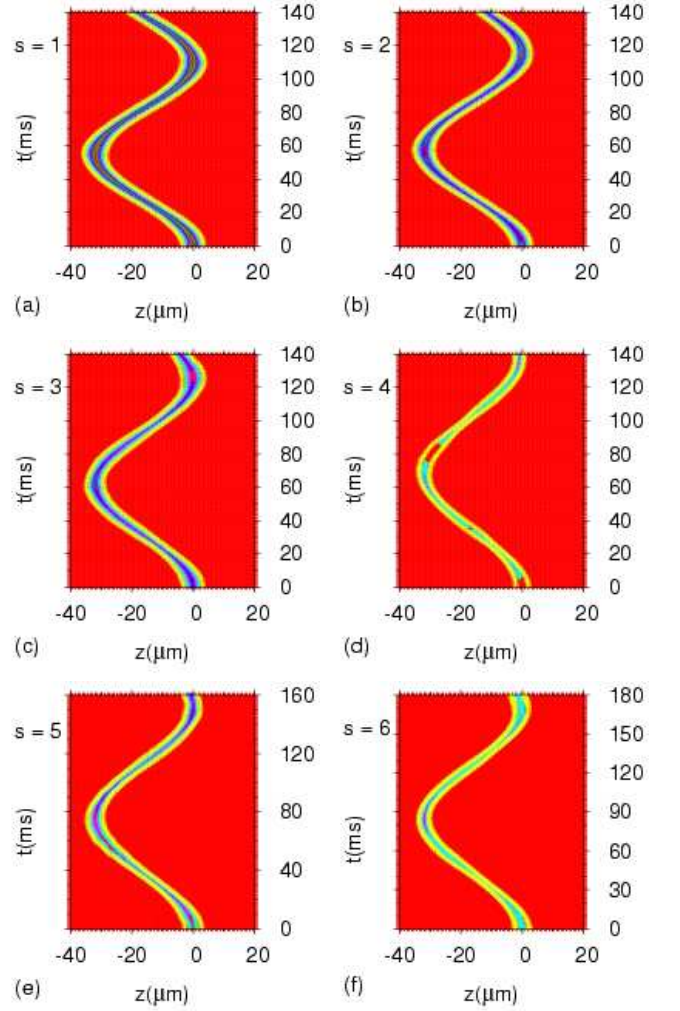 s = 1
t(ms)
140
120
100
80
60
40
20
0
-40 -20 0 20
(a)
z(μm)
s = 2
t(ms)
140
120
100
80
60
40
20
0
-40 -20 0 20
(b)
z(μm)
s = 3
t(ms)
140
120
100
80
60
40
20
0
-40 -20 0 20
(c)
z(μm)
s = 4
t(ms)
140
120
100
80
60
40
20
0
-40 -20 0 20
(d)
z(μm)
s = 5
t(ms)
160
120
80
40
0
-40 -20 0 20
(e)
z(μm)
s = 6
t(ms)
180
150
120
90
60
30
0
-40 -20 0 20
(f)
z(μm)